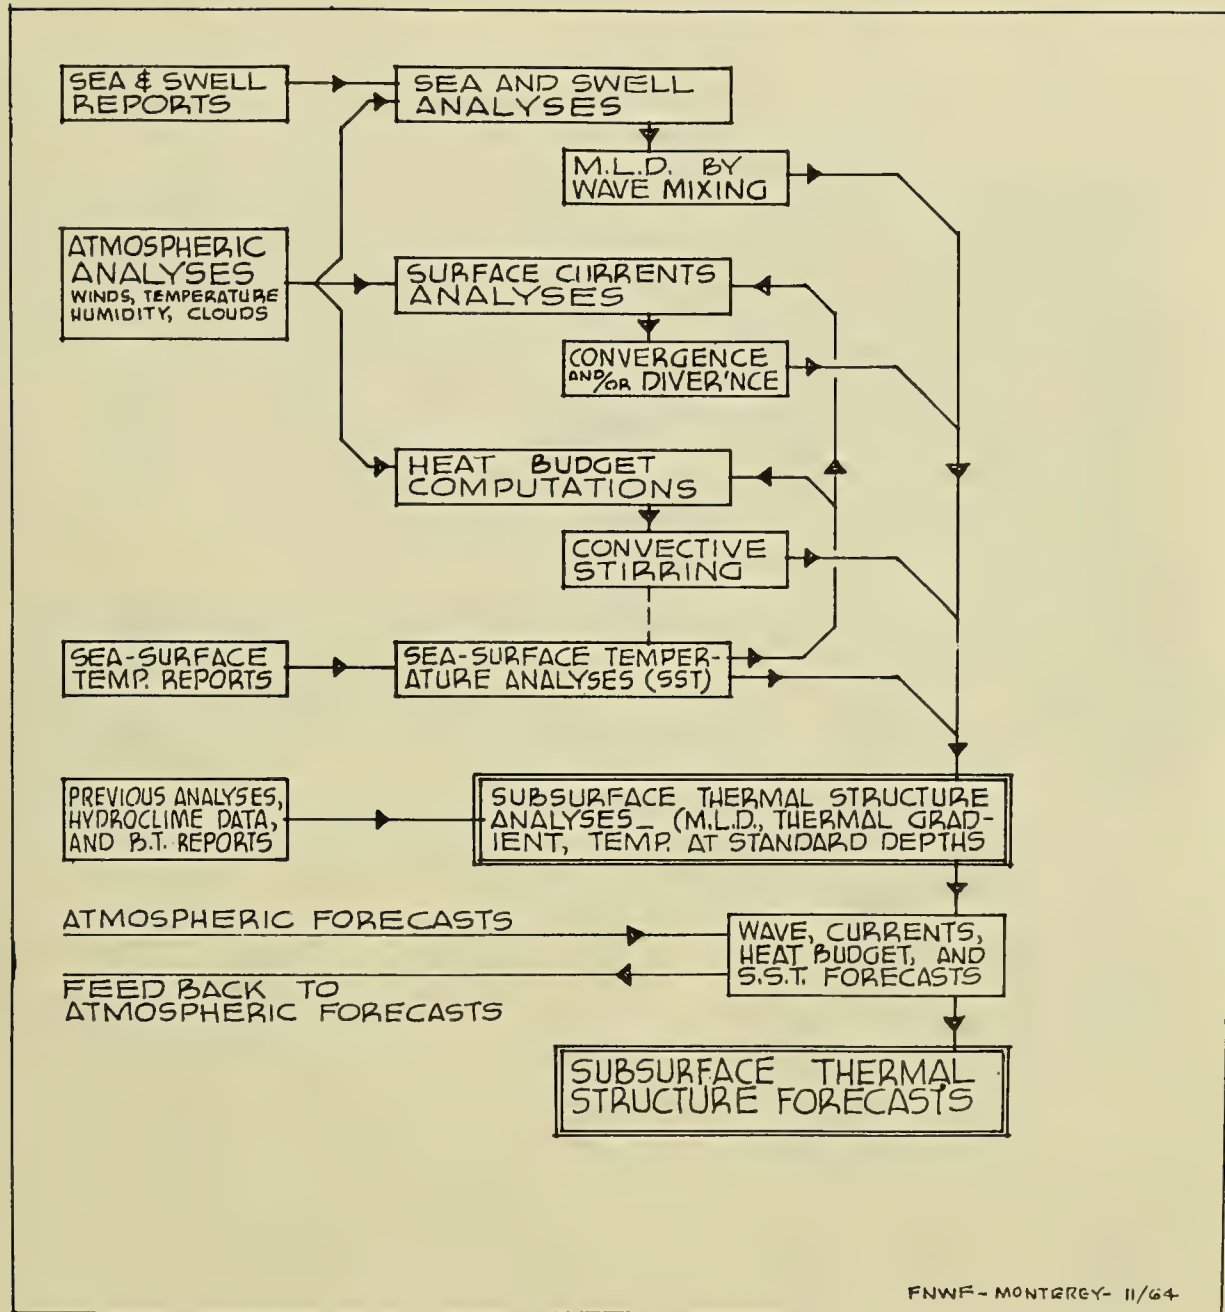 SEA & SWELL
REPORTS
SEA AND SWELL
ANALYSES
M.L.D. BY
WAVE MIXING
ATMOSPHERIC
ANALYSES
WINDS, TEMPERATURE
HUMIDITY, CLOUDS
SURFACE CURRENTS
ANALYSES
CONVERGENCE
AND/OR DIVER'NCE
HEAT BUDGET
COMPUTATIONS
CONVECTIVE
STIRRING
SEA-SURFACE
TEMP. REPORTS
SEA-SURFACE TEMPER-
ATURE ANALYSES (SST)
PREVIOUS ANALYSES,
HYDROCLIME DATA,
AND B.T. REPORTS
SUBSURFACE THERMAL STRUCTURE
ANALYSES_ (M.L.D., THERMAL GRAD-
IENT, TEMP. AT STANDARD DEPTHS
ATMOSPHERIC FORECASTS
WAVE, CURRENTS,
HEAT BUDGET, AND
S.S.T. FORECASTS
FEED BACK TO
ATMOSPHERIC FORECASTS
SUBSURFACE THERMAL
STRUCTURE FORECASTS
FNWF - MONTEREY - 11/64